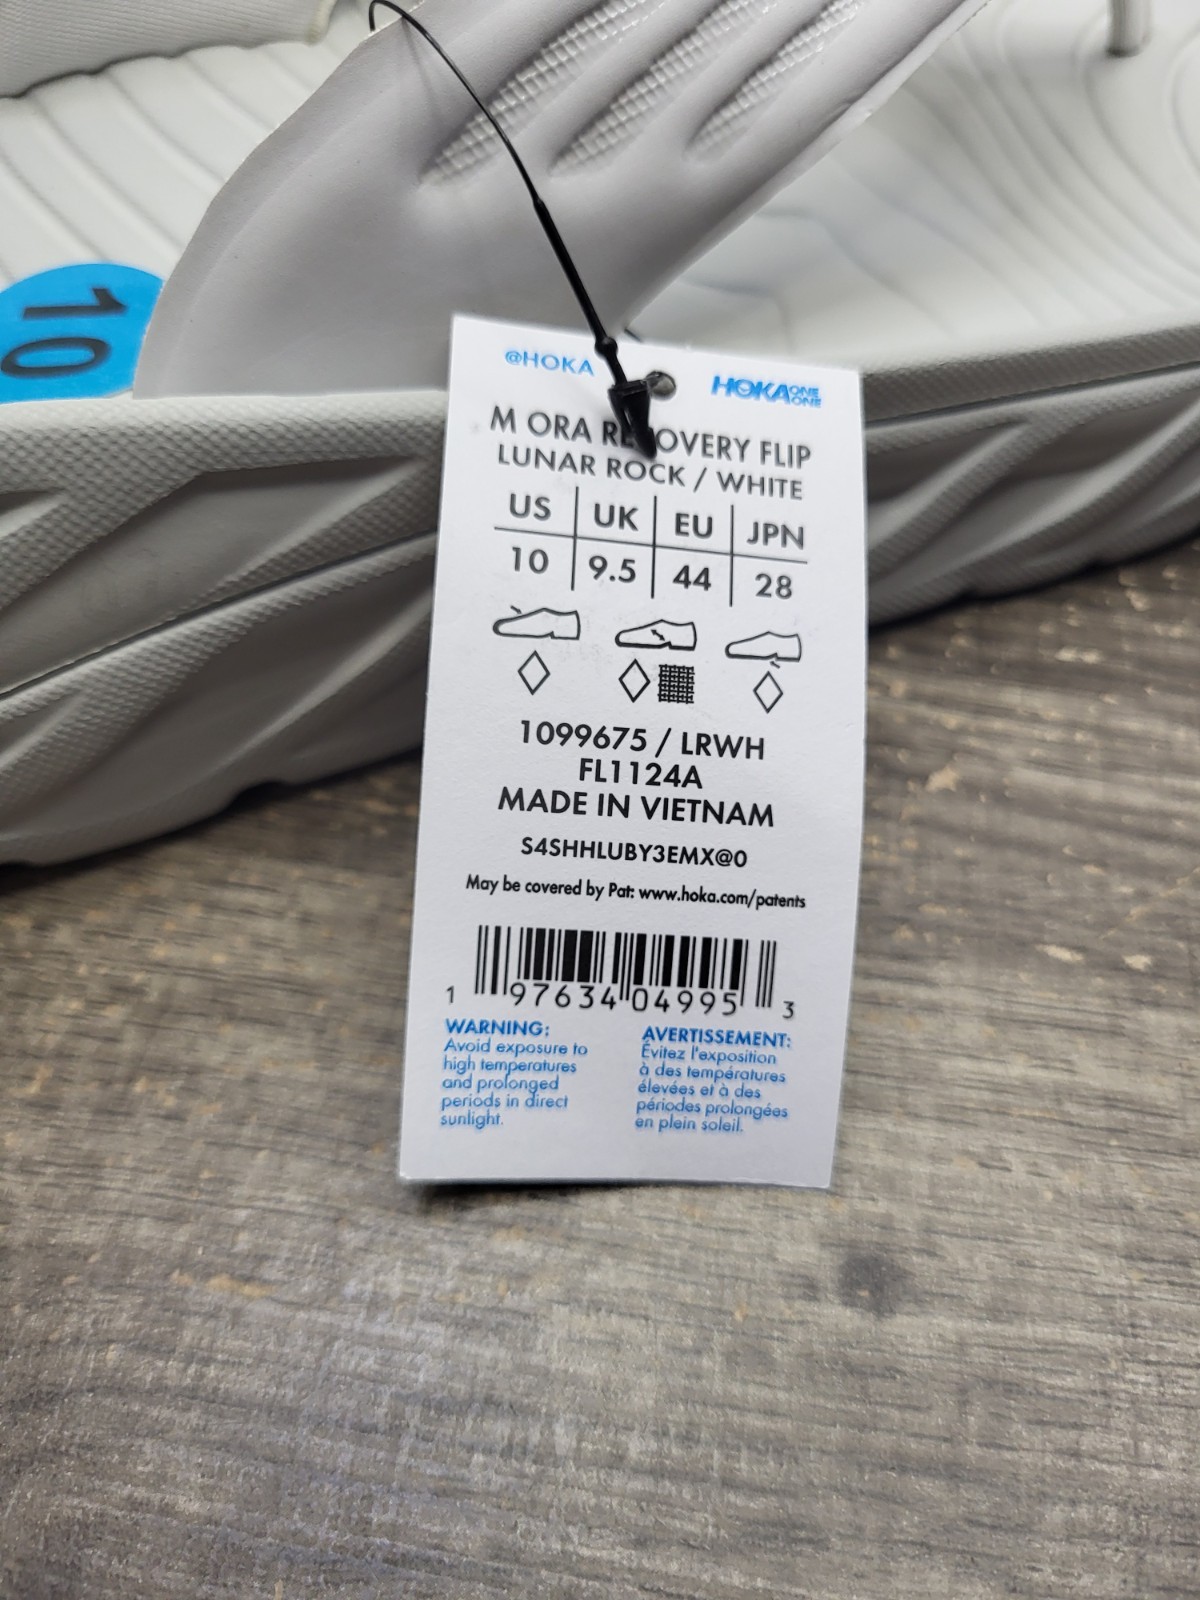 10
@HOKA
HOKA ONE ONE
M ORA RECOVERY FLIP
LUNAR ROCK / WHITE
US UK EU JPN
10 9.5 44 28
1099675 / LRWH
FL1124A
MADE IN VIETNAM
S4SHHLUBY3EMX@0
May be covered by Pat: www.hoka.com/patents
1 97634 04995 3
WARNING:
Avoid exposure to
high temperatures
and prolonged
periods in direct
sunlight.
AVERTISSEMENT:
Évitez l'exposition
à des températures
élevées et à des
périodes prolongées
en plein soleil.